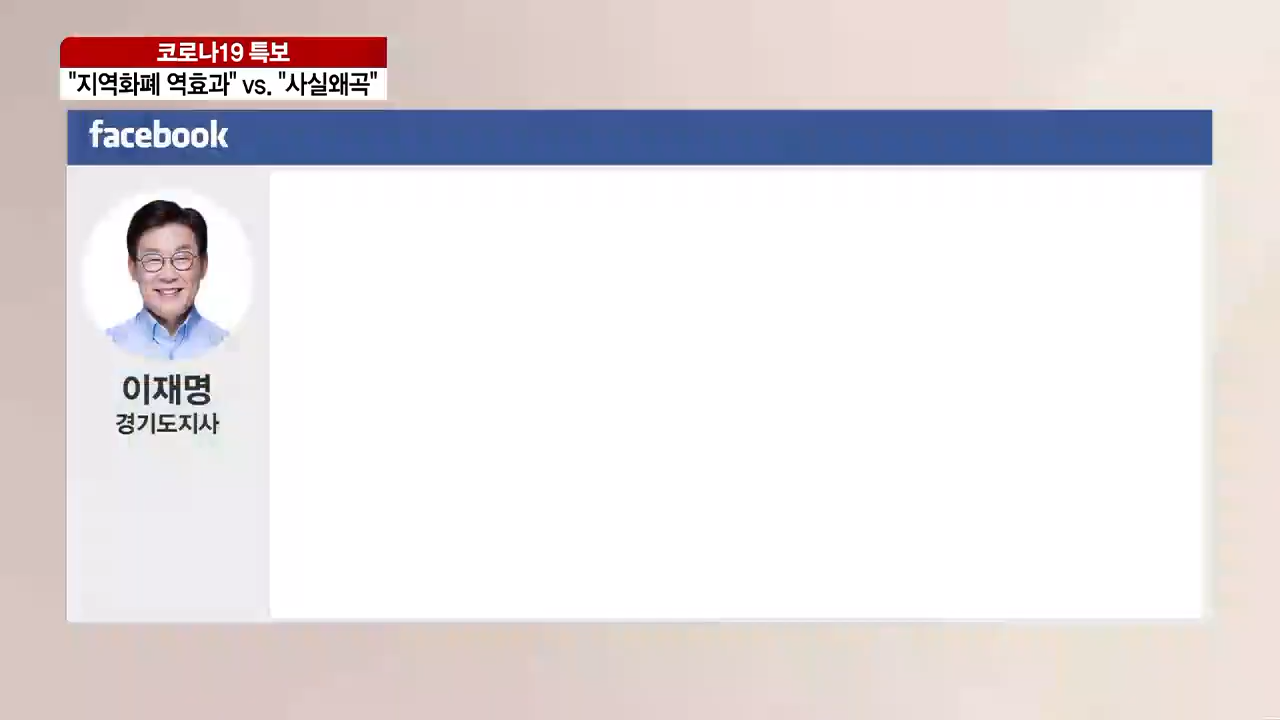 코로나19 특보
"지역화폐 역효과" vs. "사실왜곡"
facebook
이재명
경기도지사